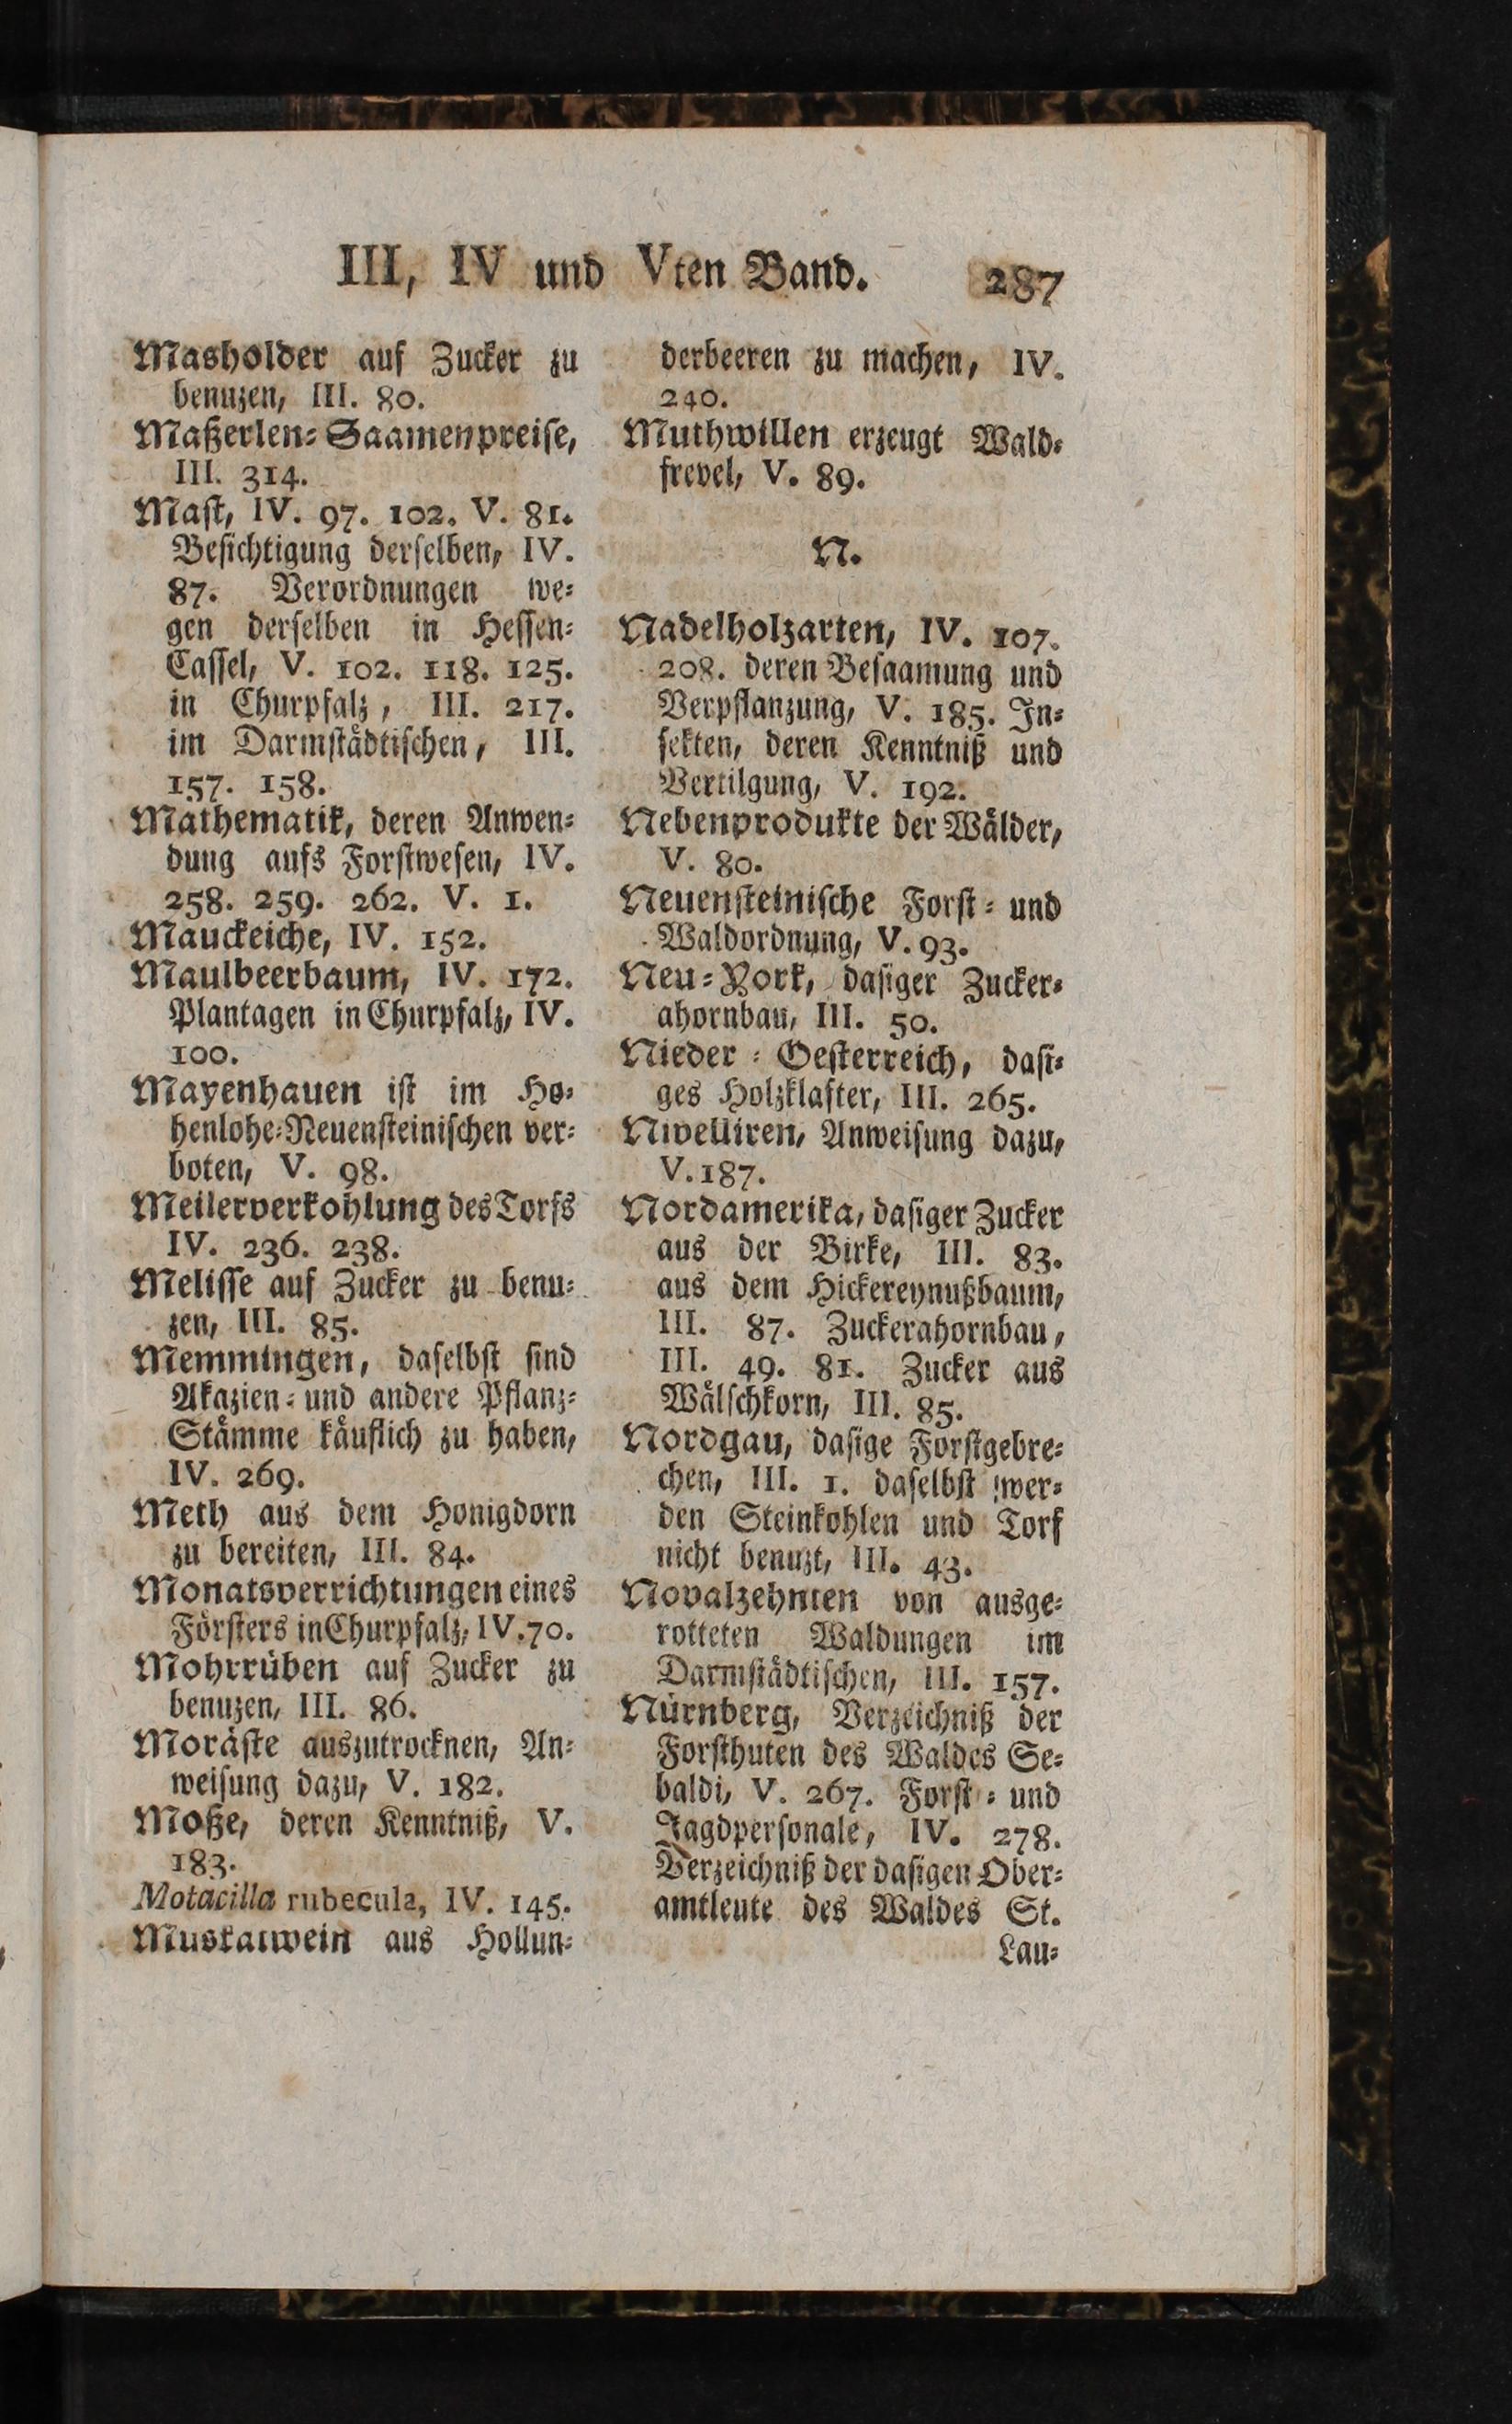 III, IV und Vten Band. 287
Masholder auf Zucker zu
benuzen, III. 80.
Maßerlen-Saamenpreise,
III. 314.
Mast, IV. 97. 102. V. 81.
Besichtigung derselben, IV.
87. Verordnungen we-
gen derselben in Hessen-
Cassel, V. 102. 118. 125.
in Churpfalz, III. 217.
im Darmstädtischen, III.
157. 158.
Mathematik, deren Anwen-
dung aufs Forstwesen, IV.
258. 259. 262. V. 1.
Mauckeiche, IV. 152.
Maulbeerbaum, IV. 172.
Plantagen in Churpfalz, IV.
100.
Mayenhauen ist im Ho-
henlohe-Neuensteinischen ver-
boten, V. 98.
Meilerverkohlung des Torfs
IV. 236. 238.
Melisse auf Zucker zu benu-
zen, III. 85.
Memmingen, daselbst sind
Akazien- und andere Pflanz-
Stämme käuflich zu haben,
IV. 269.
Meth aus dem Honigdorn
zu bereiten, III. 84.
Monatsverrichtungen eines
Försters in Churpfalz, IV. 70.
Mohrrüben auf Zucker zu
benuzen, III. 86.
Moräste auszutrocknen, An-
weisung dazu, V. 182.
Moße, deren Kenntniß, V.
183.
Motacilla rubecula, IV. 145.
Muskatwein aus Hollun-
derbeeren zu machen, IV.
240.
Muthwillen erzeugt Wald-
frevel, V. 89.
N.
Nadelholzarten, IV. 107.
208. deren Besaamung und
Verpflanzung, V. 185. In-
sekten, deren Kenntniß und
Vertilgung, V. 192.
Nebenprodukte der Wälder,
V. 80.
Neuensteinische Forst- und
Waldordnung, V. 93.
Neu-York, dasiger Zucker-
ahornbau, III. 50.
Nieder-Oesterreich, dasi-
ges Holzklafter, III. 265.
Nivelliren, Anweisung dazu,
V. 187.
Nordamerika, dasiger Zucker
aus der Birke, III. 83.
aus dem Hickereynußbaum,
III. 87. Zuckerahornbau,
III. 49. 81. Zucker aus
Wälschkorn, III. 85.
Nordgau, dasige Forstgebre-
chen, III. 1. daselbst wer-
den Steinkohlen und Torf
nicht benuzt, III. 43.
Novalzehnten von ausge-
rotteten Waldungen im
Darmstädtischen, III. 157.
Nürnberg, Verzeichniß der
Forsthuten des Waldes Se-
baldi, V. 267. Forst- und
Jagdpersonale, IV. 278.
Verzeichniß der dasigen Ober-
amtleute des Waldes St.
Lau-